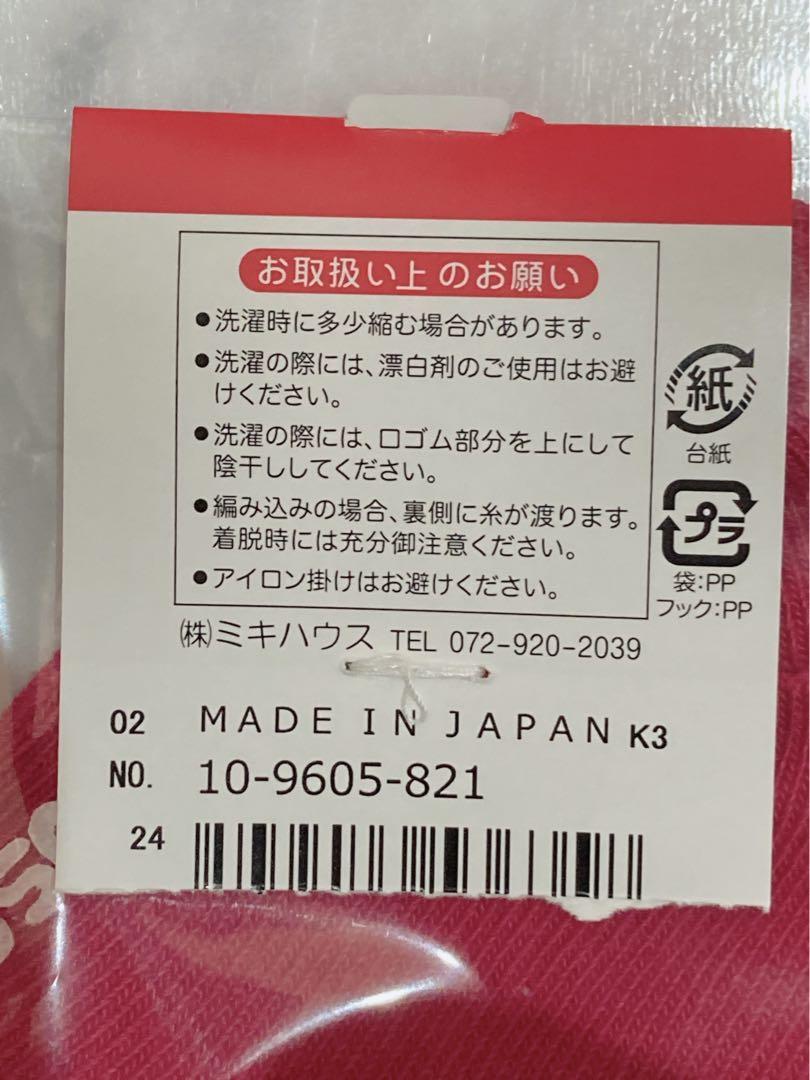 お取扱い上のお願い
●洗濯時に多少縮む場合があります。
●洗濯の際には、漂白剤のご使用はお避
けください。
●洗濯の際には、口ゴム部分を上にして
陰干ししてください。
●編み込みの場合、裏側に糸が渡ります。
着脱時には充分御注意ください。
●アイロン掛けはお避けください。
紙
台紙
プラ
袋:PP
フック:PP
㈱ミキハウス TEL 072-920-2039
02 MADE IN JAPAN K3
NO. 10-9605-821
24